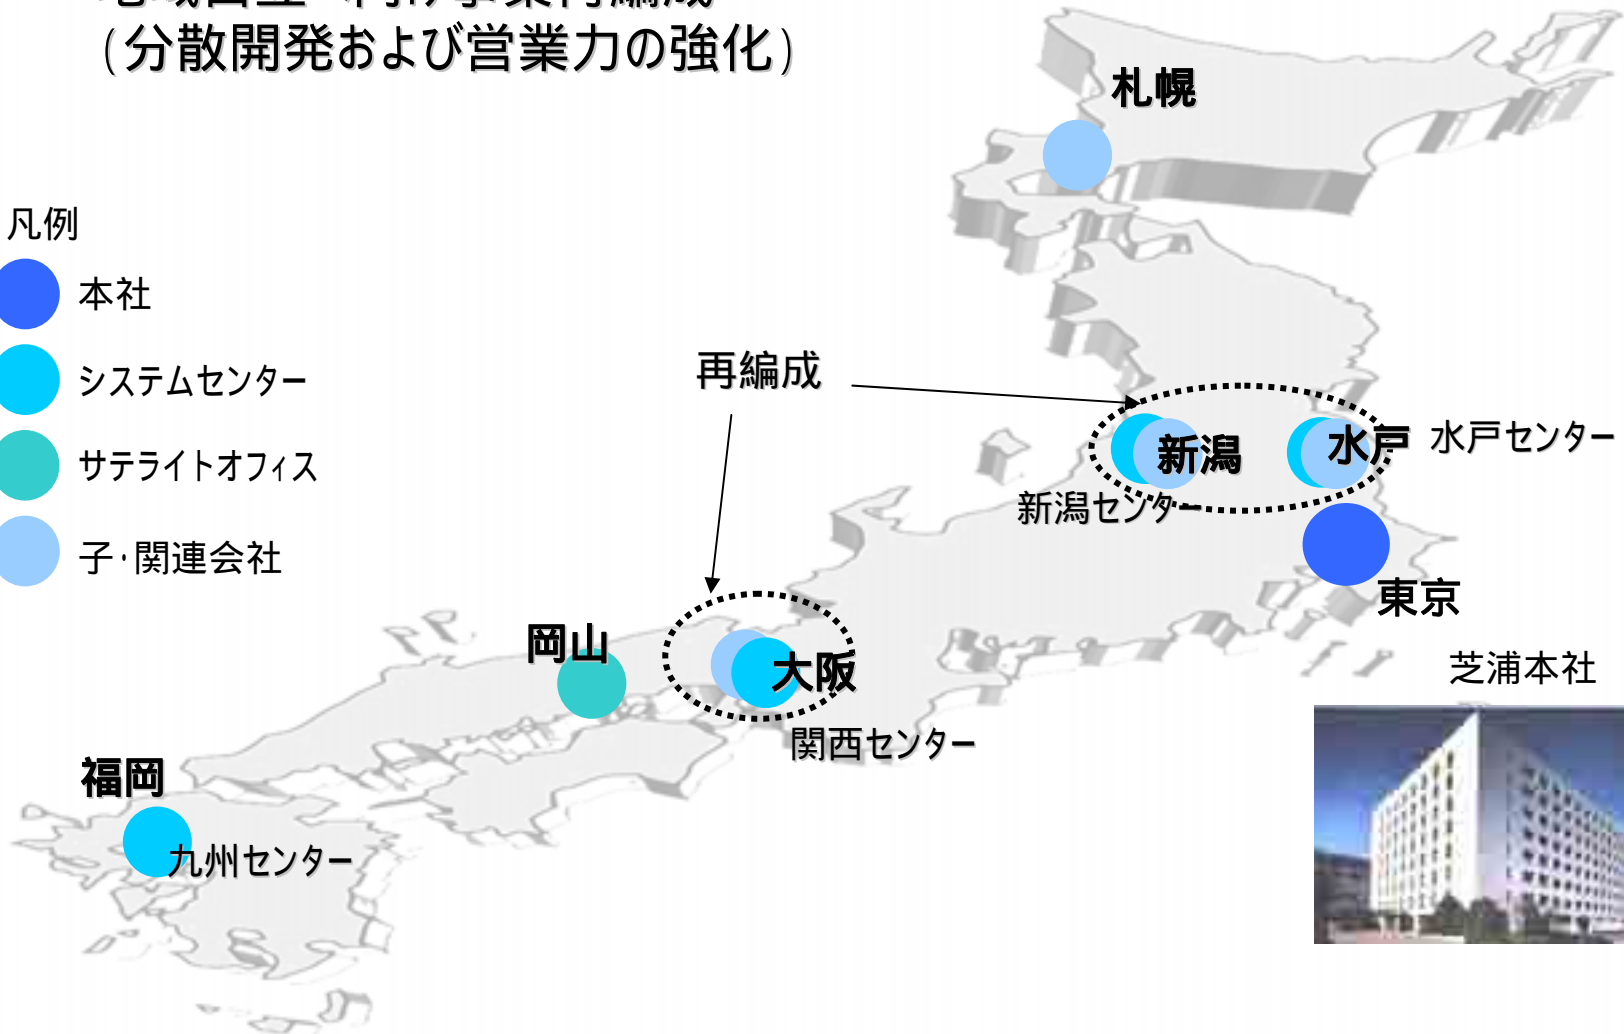 (分散開発および営業力の強化)
札幌
凡例
本社
システムセンター
再編成
サテライトオフィス
新潟
水戸
水戸センター
新潟センター
子・関連会社
東京
岡山
大阪
芝浦本社
関西センター
福岡
九州センター